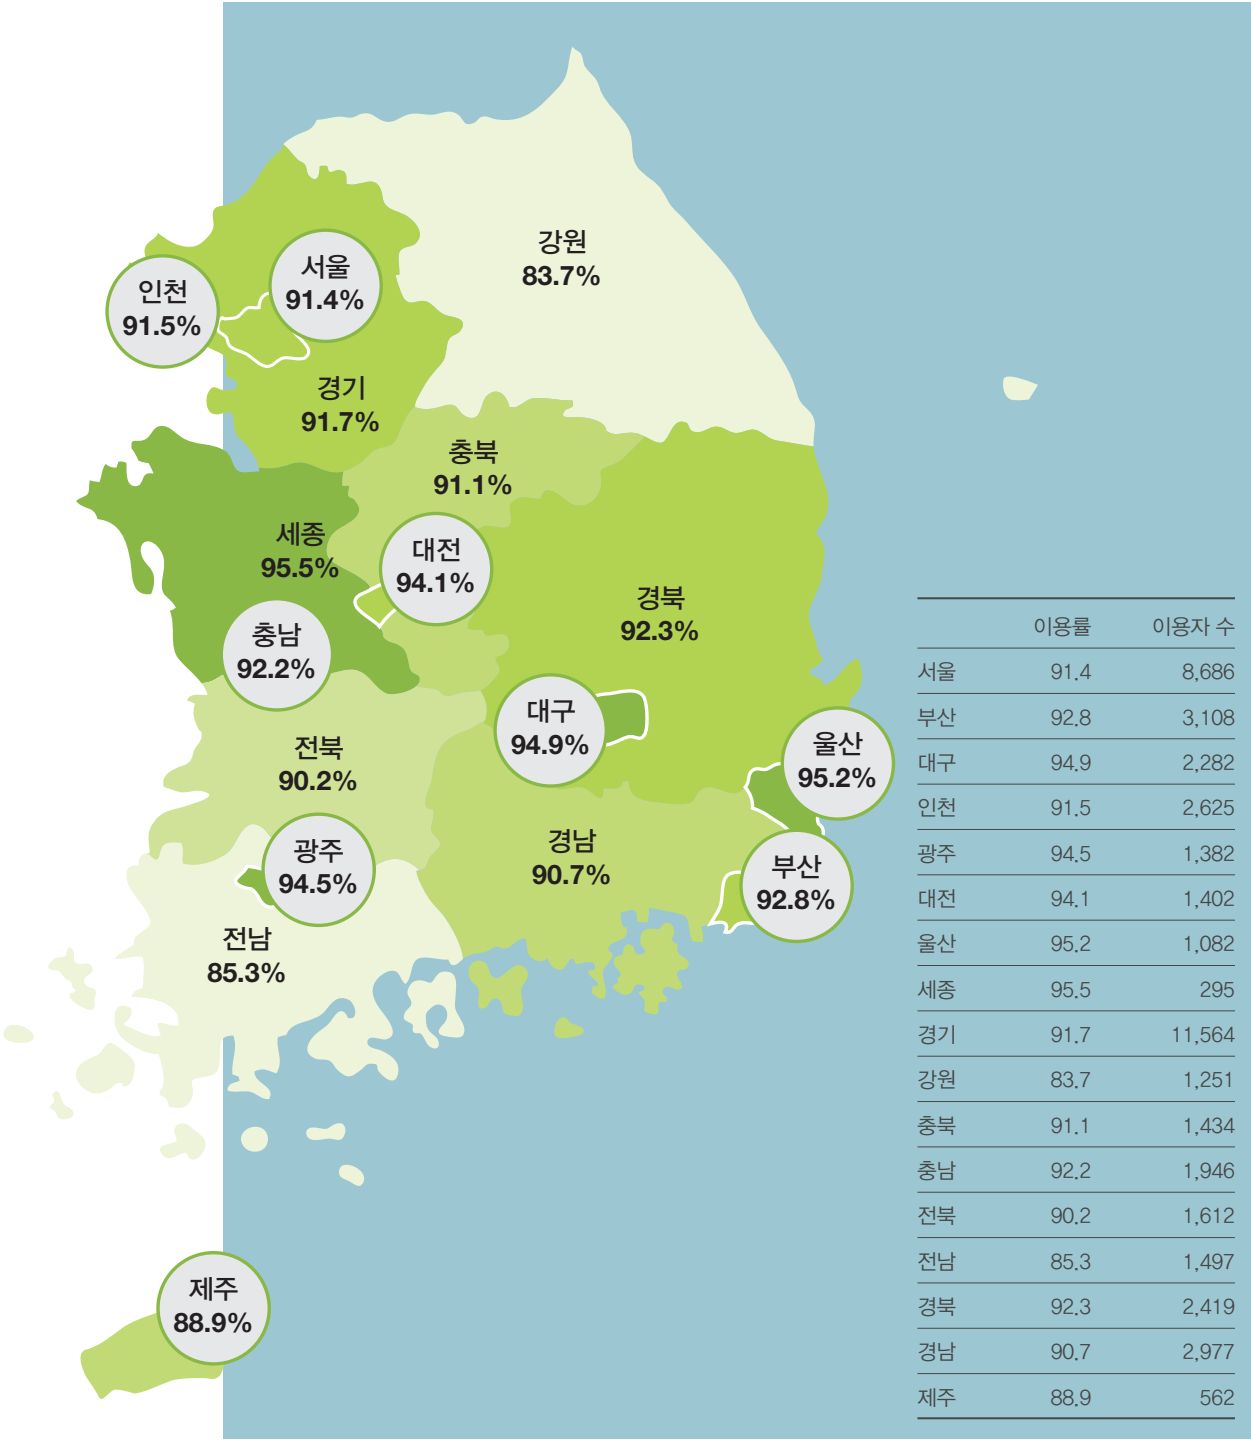 강원
83.7%
서울
91.4%
인천
91.5%
경기
91.7%
충북
91.1%
세종
95.5%
대전
94.1%
경북
92.3%
충남
92.2%
대구
94.9%
전북
90.2%
울산
95.2%
광주
94.5%
경남
90.7%
부산
92.8%
전남
85.3%
제주
88.9%
이용률 이용자 수
서울 91.4 8,686
부산 92.8 3,108
대구 94.9 2,282
인천 91.5 2,625
광주 94.5 1,382
대전 94.1 1,402
울산 95.2 1,082
세종 95.5 295
경기 91.7 11,564
강원 83.7 1,251
충북 91.1 1,434
충남 92.2 1,946
전북 90.2 1,612
전남 85.3 1,497
경북 92.3 2,419
경남 90.7 2,977
제주 88.9 562